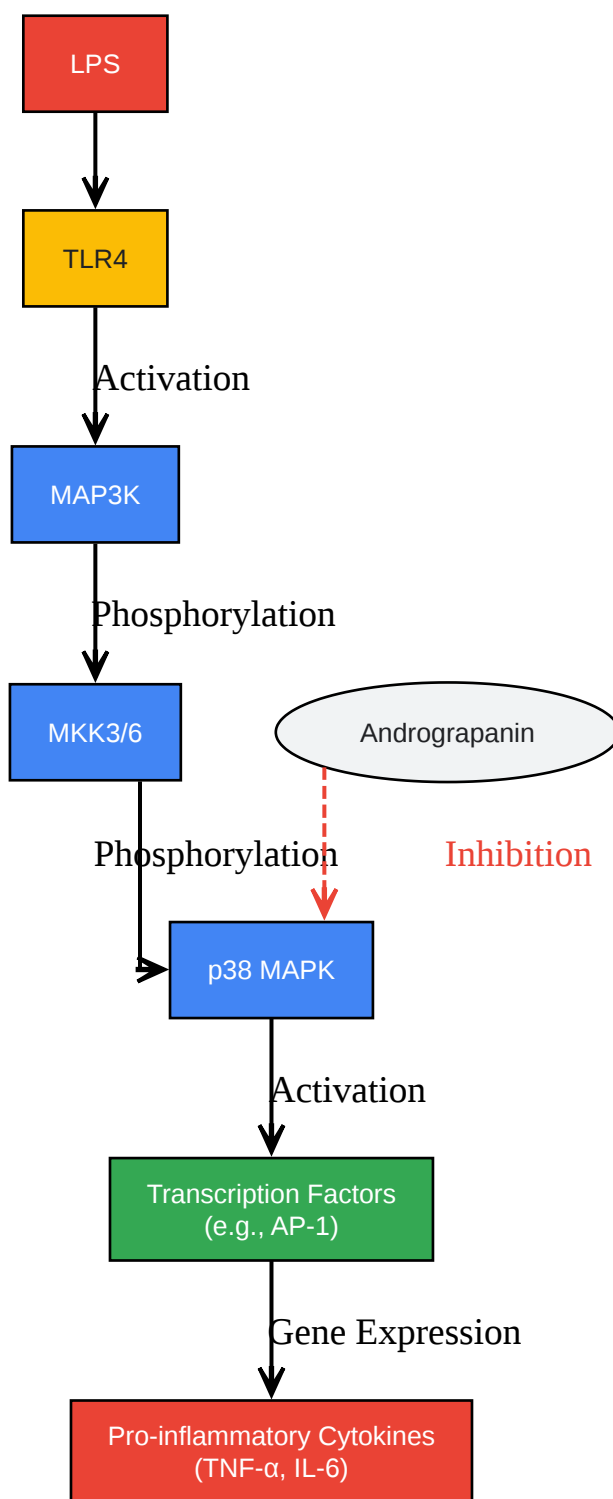 LPS
TLR4
Activation
MAP3K
Phosphorylation
MKK3/6
Andrograpanin
Phosphorylation
Inhibition
p38 MAPK
Activation
Transcription Factors
(e.g., AP-1)
Gene Expression
Pro-inflammatory Cytokines
(TNF-α, IL-6)